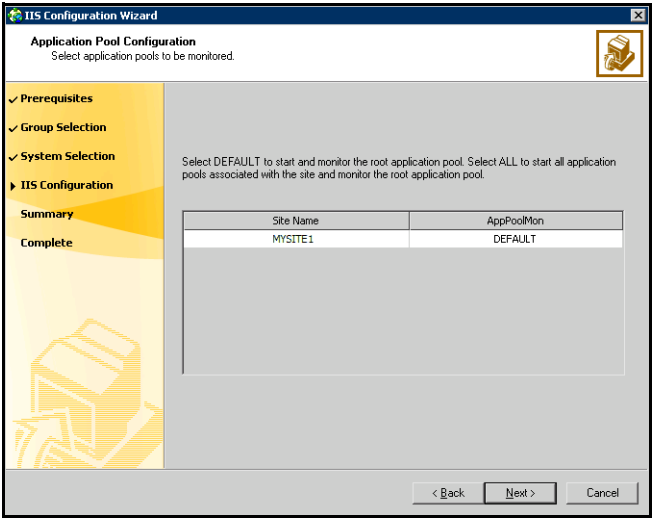 IIS Configuration Wizard
Application Pool Configuration
Select application pools to be monitored.
Prerequisites
Group Selection
System Selection
IIS Configuration
Summary
Complete
Select DEFAULT to start and monitor the root application pool. Select ALL to start all application
pools associated with the site and monitor the root application pool.
Site Name AppPoolMon
MYSITE1 DEFAULT
< Back Next > Cancel